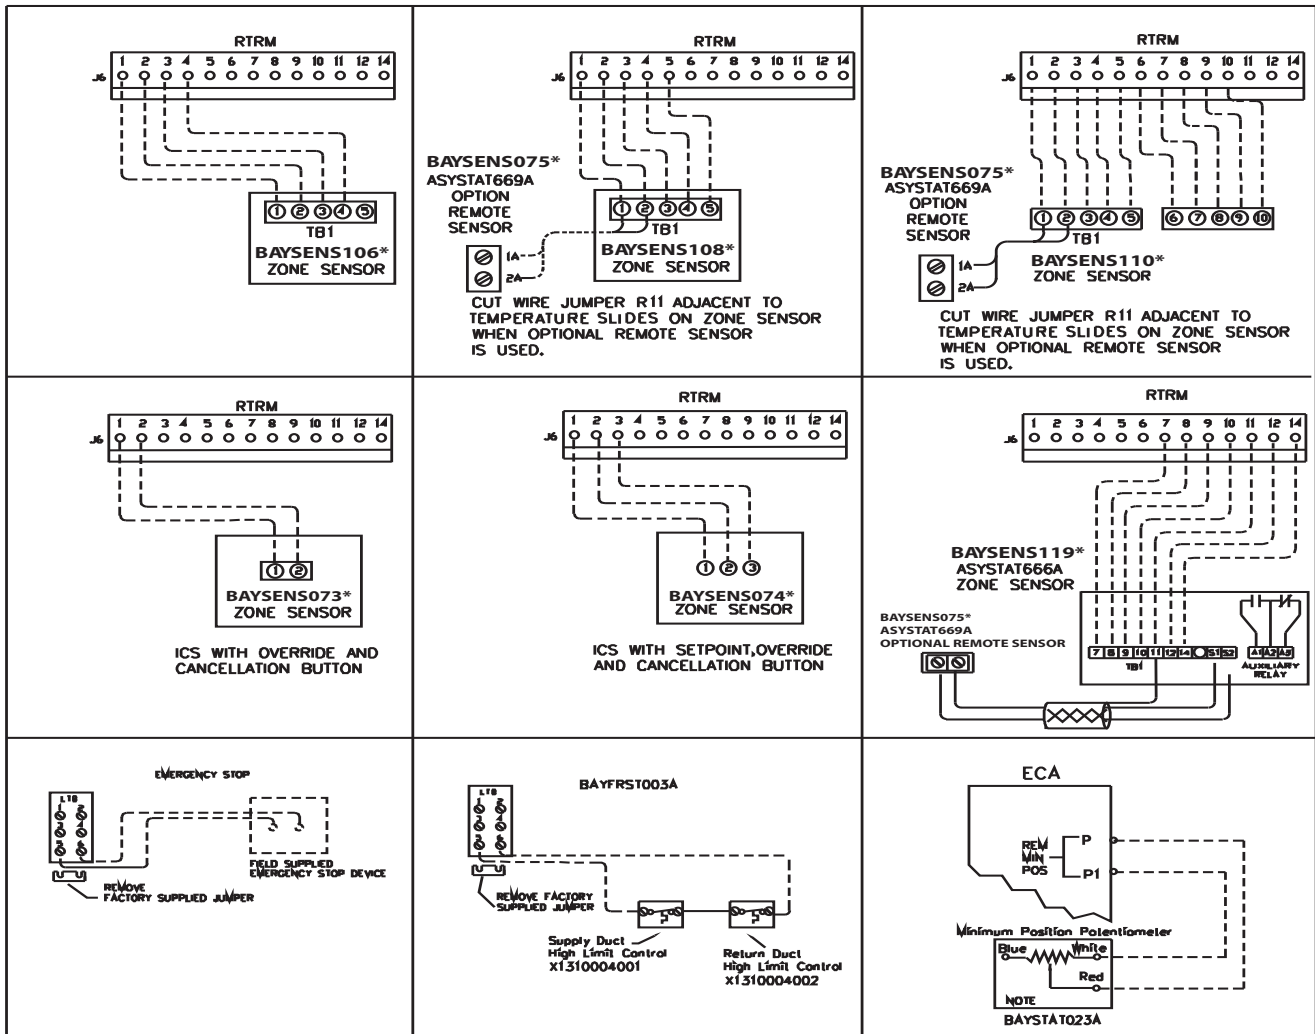 RTRM
J6 1 2 3 4 5 6 7 8 9 10 11 12 14
1 2 3 4 5
TB1
BAYSENS106*
ZONE SENSOR
RTRM
J6 1 2 3 4 5 6 7 8 9 10 11 12 14
BAYSENS075*
ASYSTAT669A
OPTION
REMOTE
SENSOR
1 2 3 4 5
TB1
BAYSENS108*
ZONE SENSOR
1A
2A
CUT WIRE JUMPER R11 ADJACENT TO
TEMPERATURE SLIDES ON ZONE SENSOR
WHEN OPTIONAL REMOTE SENSOR
IS USED.
RTRM
J6 1 2 3 4 5 6 7 8 9 10 11 12 14
BAYSENS075*
ASYSTAT669A
OPTION
REMOTE
SENSOR
1 2 3 4 5 6 7 8 9 10
TB1
BAYSENS110*
ZONE SENSOR
1A
2A
CUT WIRE JUMPER R11 ADJACENT TO
TEMPERATURE SLIDES ON ZONE SENSOR
WHEN OPTIONAL REMOTE SENSOR
IS USED.
RTRM
J6 1 2 3 4 5 6 7 8 9 10 11 12 14
1 2
BAYSENS073*
ZONE SENSOR
ICS WITH OVERRIDE AND
CANCELLATION BUTTON
RTRM
J6 1 2 3 4 5 6 7 8 9 10 11 12 14
1 2 3
BAYSENS074*
ZONE SENSOR
ICS WITH SETPOINT,OVERRIDE
AND CANCELLATION BUTTON
RTRM
J6 1 2 3 4 5 6 7 8 9 10 11 12 14
BAYSENS119*
ASYSTAT666A
ZONE SENSOR
BAYSENS075*
ASYSTAT669A
OPTIONAL REMOTE SENSOR
7 8 9 10 11 12 14 S1 S2
TB1
A1 A2 A3
AUXILIARY
RELAY
EMERGENCY STOP
LTB
1 2
3 4
5 6
FIELD SUPPLIED
EMERGENCY STOP DEVICE
REMOVE
FACTORY SUPPLIED JUMPER
BAYFRST003A
LTB
1 2
3 4
5 6
REMOVE FACTORY
SUPPLIED JUMPER
Supply Duct
High Limit Control
X1310004001
Return Duct
High Limit Control
X1310004002
ECA
REM
MIN
POS
P
P1
Minimum Position Potentiometer
Blue
White
Red
NOTE
BAYSTAT023A